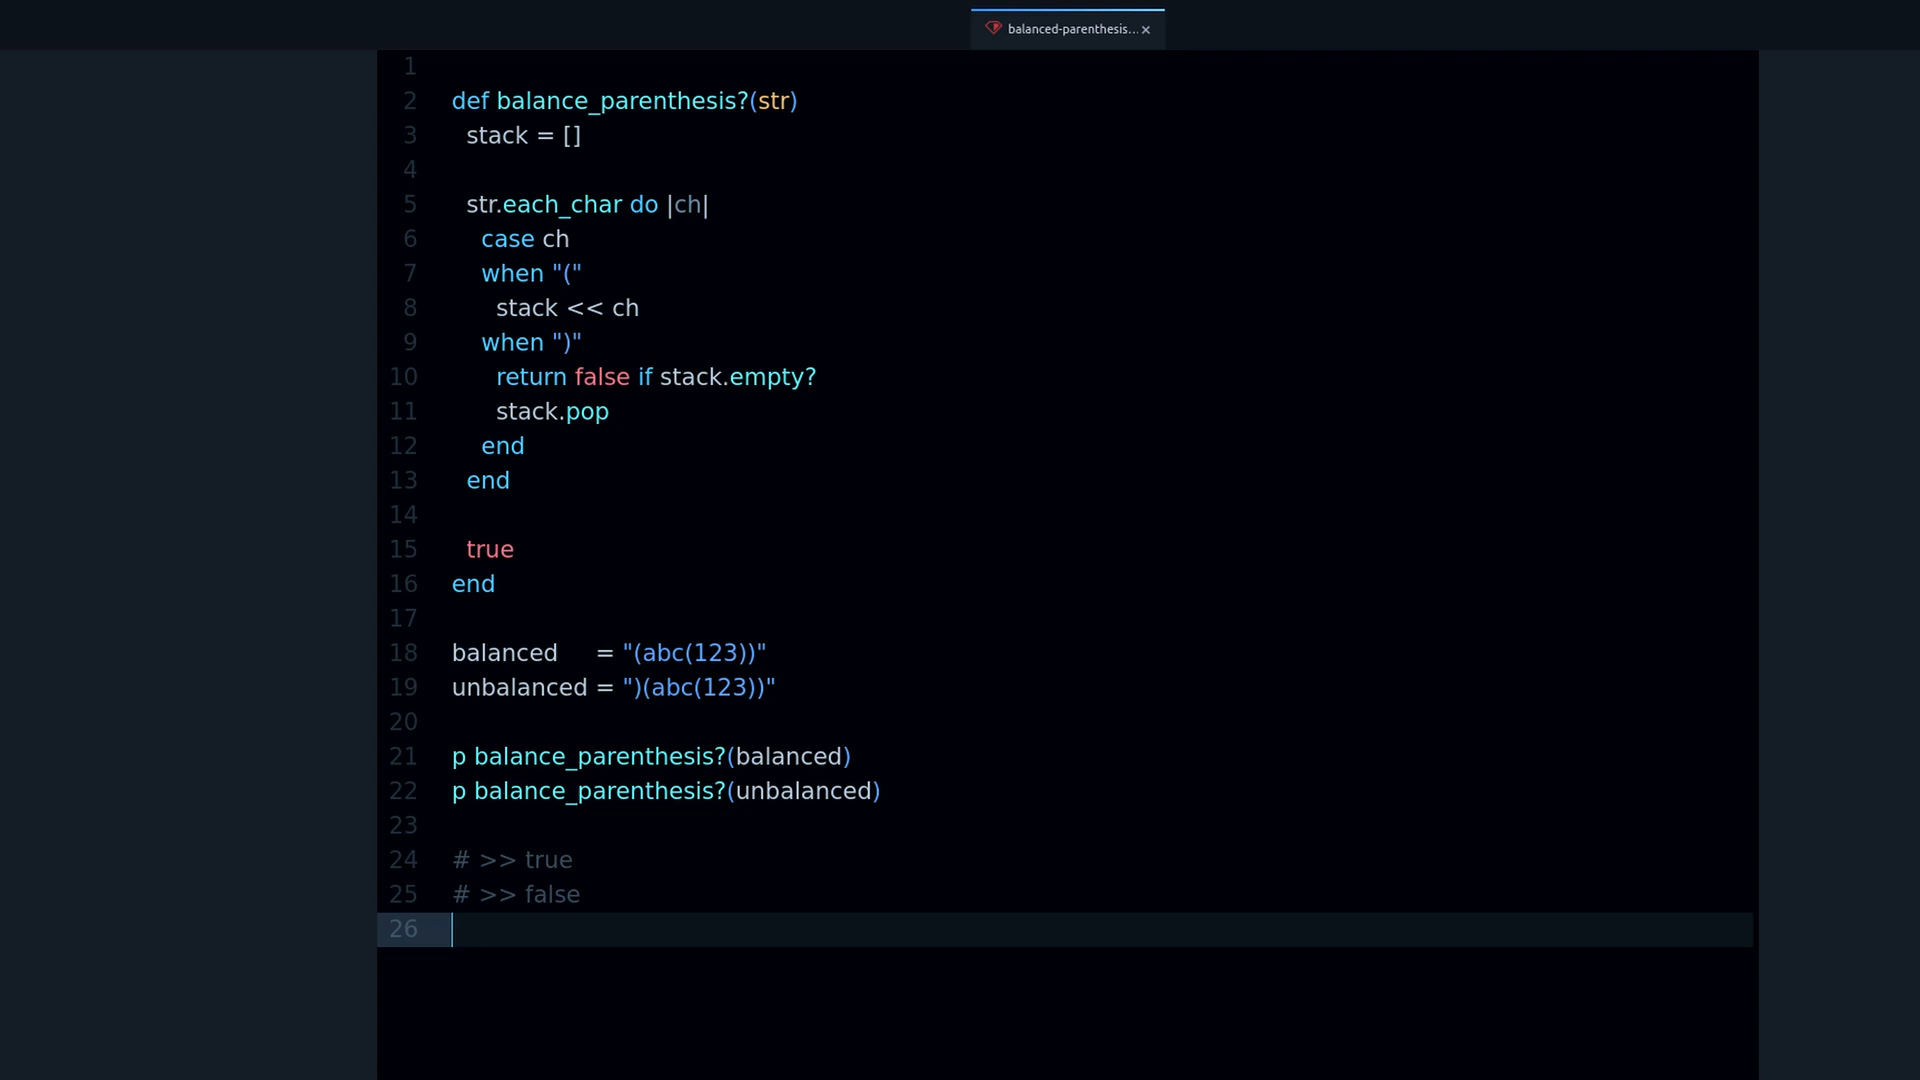 balanced-parenthesis... ×
1
2 def balance_parenthesis?(str)
3   stack = []
4
5   str.each_char do |ch|
6     case ch
7     when "("
8       stack << ch
9     when ")"
10       return false if stack.empty?
11       stack.pop
12     end
13   end
14
15   true
16 end
17
18 balanced   = "(abc(123))"
19 unbalanced = ")(abc(123))"
20
21 p balance_parenthesis?(balanced)
22 p balance_parenthesis?(unbalanced)
23
24 # >> true
25 # >> false
26